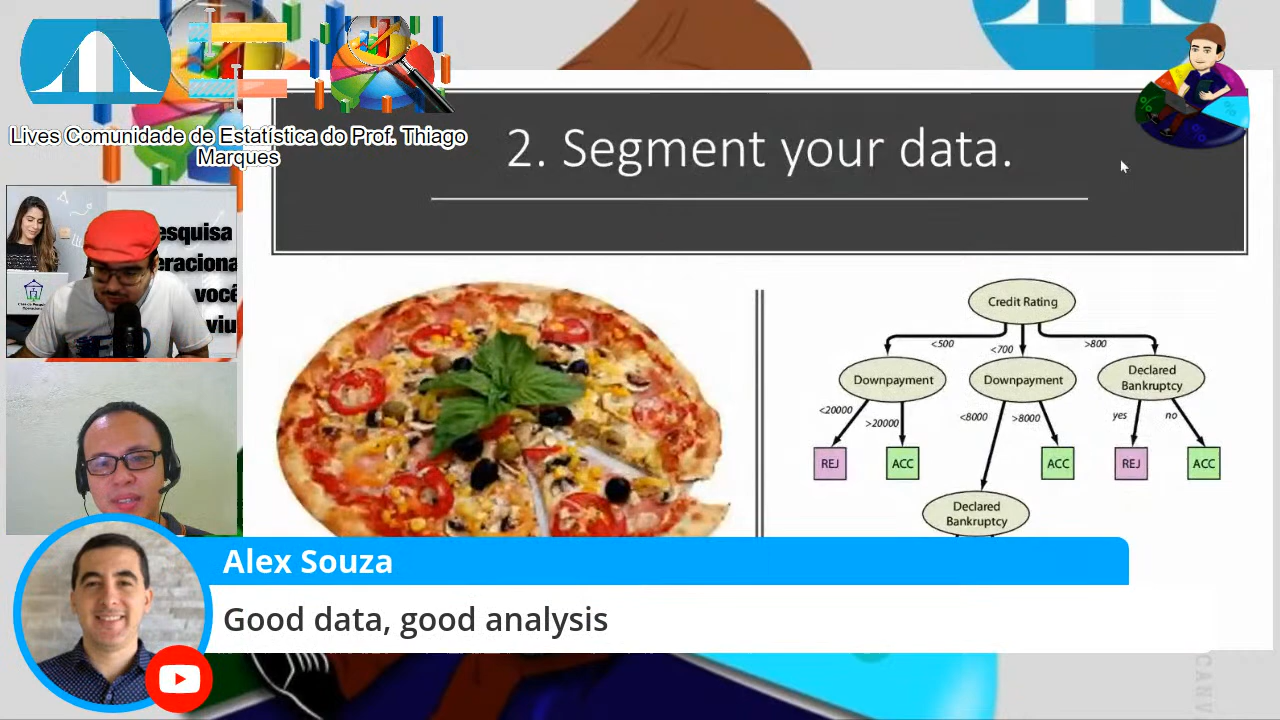 Lives Comunidade de Estatística do Prof. Thiago
Marques
2. Segment your data.
esquisa
eraciona
você
viu
Credit Rating
<500
<700
>800
Downpayment
Downpayment
Declared
Bankruptcy
<20000
>20000
<8000
>8000
yes
no
REJ
ACC
ACC
REJ
ACC
Declared
Bankruptcy
Alex Souza
Good data, good analysis
CANV